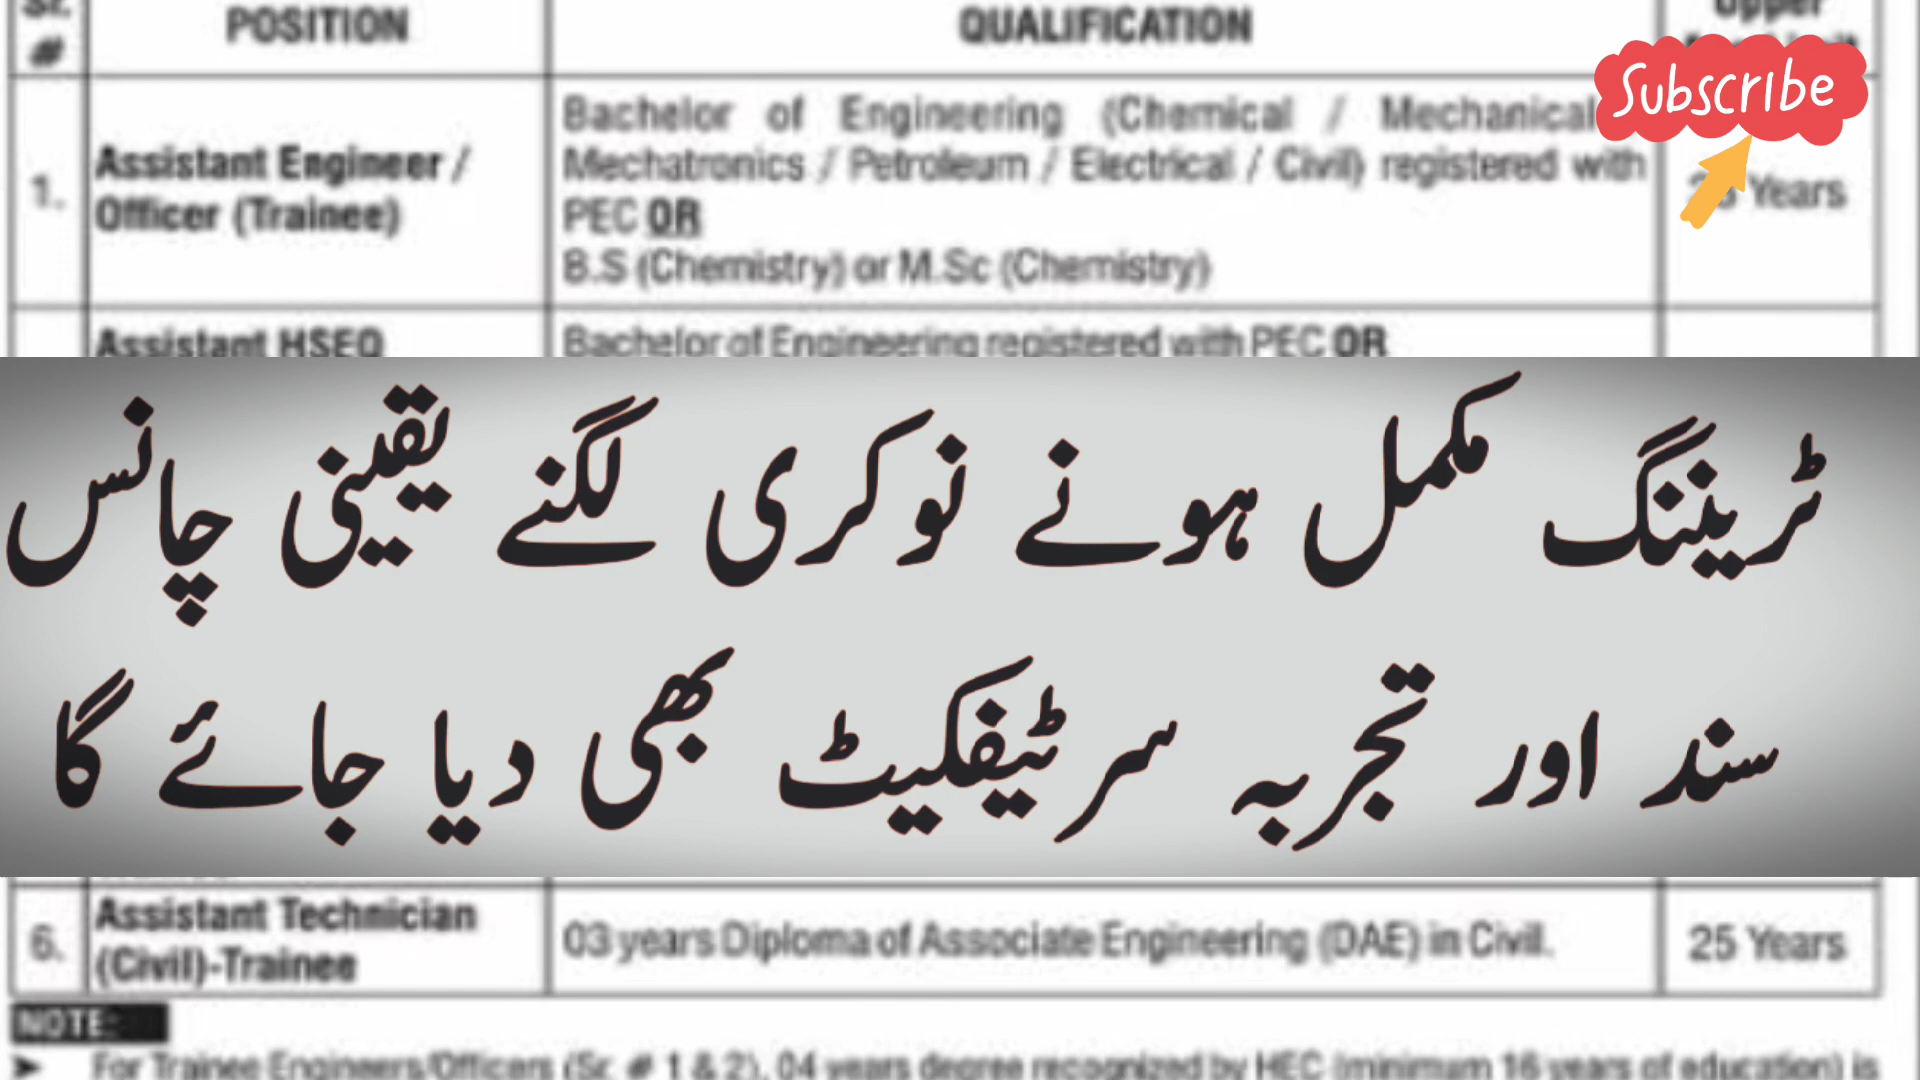 Sr.
#
POSITION
QUALIFICATION
Upper
Subscribe
1.
Assistant Engineer /
Officer (Trainee)
Bachelor of Engineering (Chemical / Mechanical
Mechatronics / Petroleum / Electrical / Civil) registered with
PEC OR
B.S (Chemistry) or M.Sc (Chemistry)
Years
Assistant HSEQ
Bachelor of Engineering registered with PEC OR
ٹریننگ مکمل ہونے نوکری لگنے یقینی چانس
سند اور تجربہ سرٹیفکیٹ بھی دیا جائے گا
6.
Assistant Technician
(Civil)-Trainee
03 years Diploma of Associate Engineering (DAE) in Civil.
25 Years
NOTE:
➤ For Trainee Engineers/Officers (Sr. # 1 & 2), 04 years degree recognized by HEC (minimum 16 years of education) is